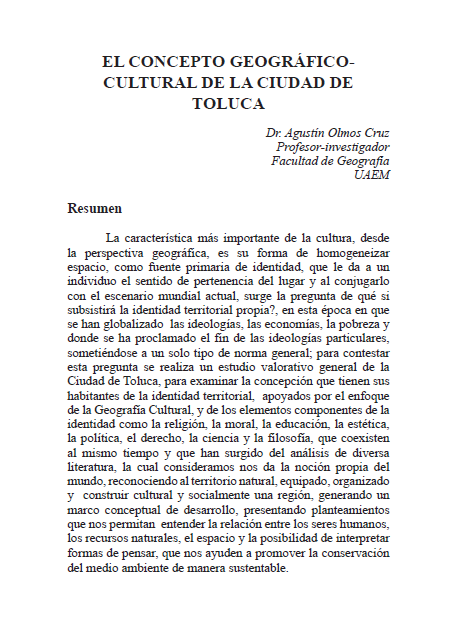 EL CONCEPTO GEOGRÁFICO-
CULTURAL DE LA CIUDAD DE
TOLUCA
Dr. Agustín Olmos Cruz
Profesor-investigador
Facultad de Geografía
UAEM
Resumen
La característica más importante de la cultura, desde
la perspectiva geográfica, es su forma de homogeneizar
espacio, como fuente primaria de identidad, que le da a un
individuo el sentido de pertenencia del lugar y al conjugarlo
con el escenario mundial actual, surge la pregunta de qué si
subsistirá la identidad territorial propia?, en esta época en que
se han globalizado las ideologías, las economías, la pobreza y
donde se ha proclamado el fin de las ideologías particulares,
sometiéndose a un solo tipo de norma general; para contestar
esta pregunta se realiza un estudio valorativo general de la
Ciudad de Toluca, para examinar la concepción que tienen sus
habitantes de la identidad territorial, apoyados por el enfoque
de la Geografía Cultural, y de los elementos componentes de la
identidad como la religión, la moral, la educación, la estética,
la política, el derecho, la ciencia y la filosofía, que coexisten
al mismo tiempo y que han surgido del análisis de diversa
literatura, la cual consideramos nos da la noción propia del
mundo, reconociendo al territorio natural, equipado, organizado
y construir cultural y socialmente una región, generando un
marco conceptual de desarrollo, presentando planteamientos
que nos permitan entender la relación entre los seres humanos,
los recursos naturales, el espacio y la posibilidad de interpretar
formas de pensar, que nos ayuden a promover la conservación
del medio ambiente de manera sustentable.